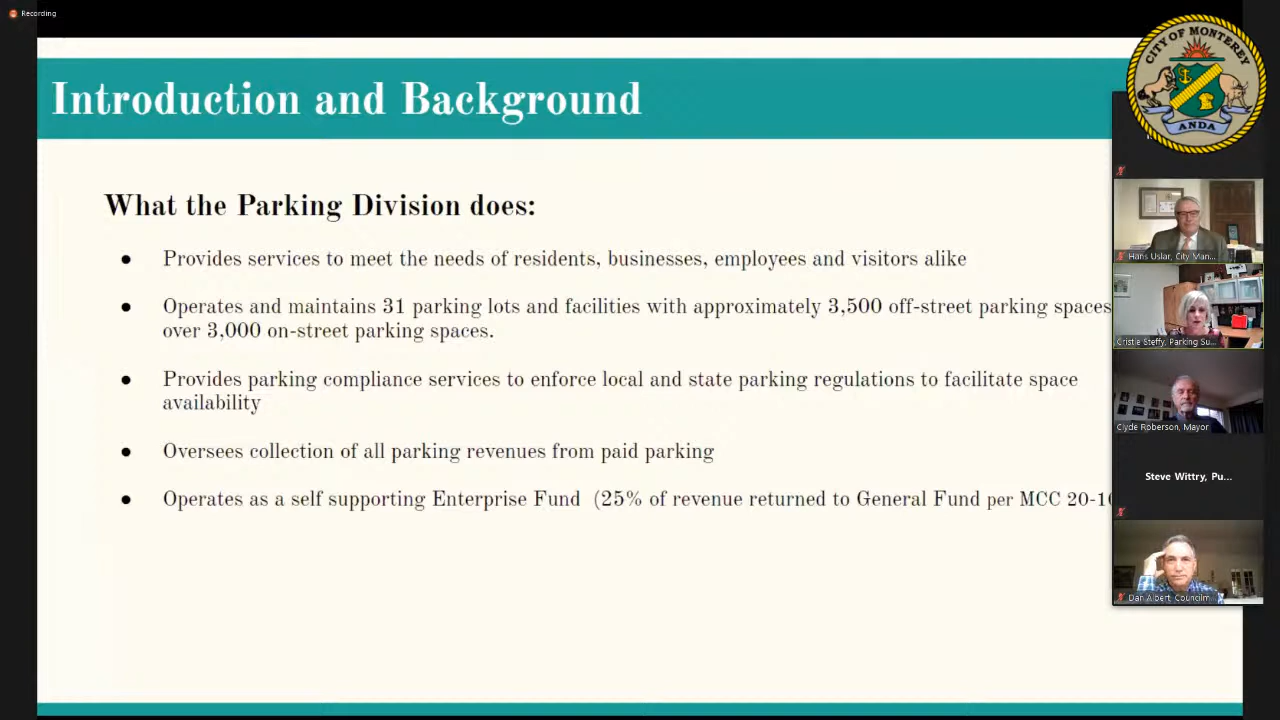 Recording
CITY OF MONTEREY
ANDA
Introduction and Background
What the Parking Division does:
● Provides services to meet the needs of residents, businesses, employees and visitors alike
● Operates and maintains 31 parking lots and facilities with approximately 3,500 off-street parking spaces
over 3,000 on-street parking spaces.
● Provides parking compliance services to enforce local and state parking regulations to facilitate space
availability
● Oversees collection of all parking revenues from paid parking
● Operates as a self supporting Enterprise Fund (25% of revenue returned to General Fund per MCC
Hans Uslar, City Man...
Cristie Steffy, Parking Su...
Clyde Roberson, Mayor
Steve Wittry, Pu...
Dan Albert, Councilm...